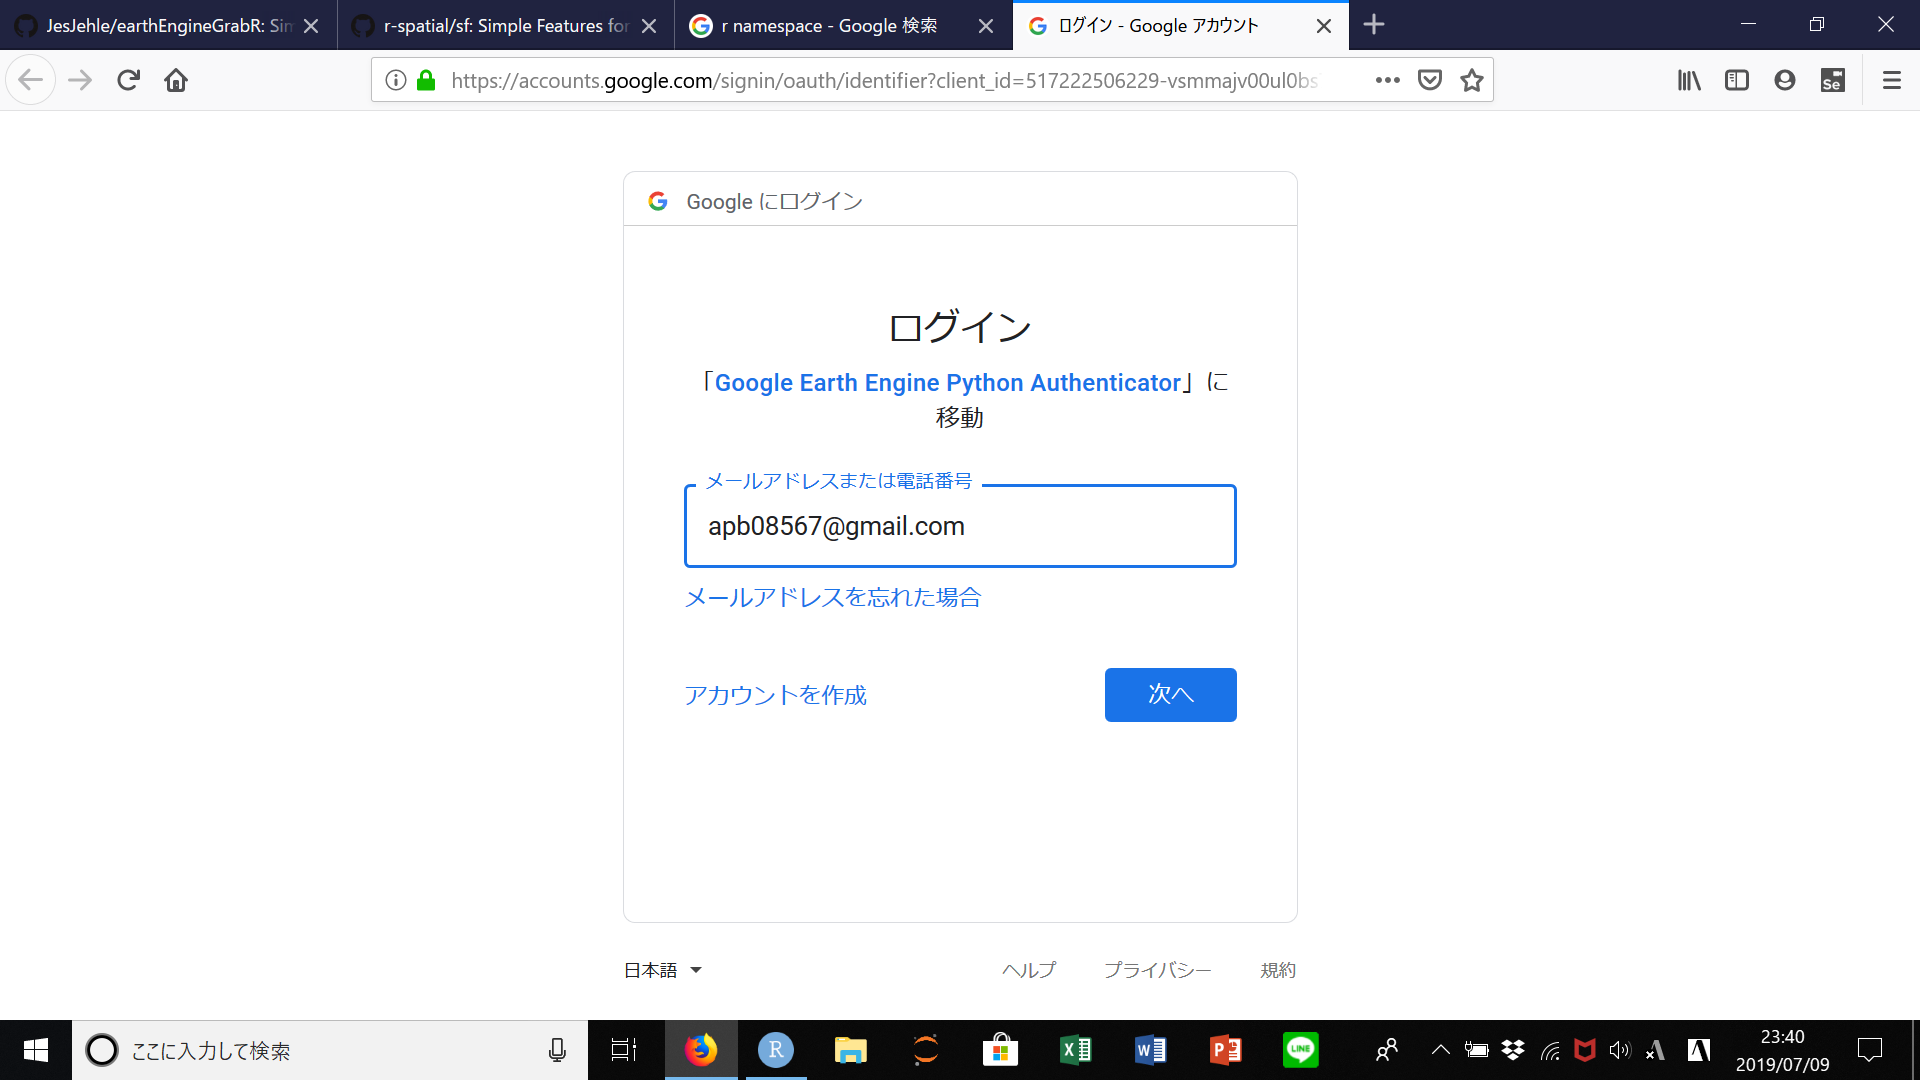 JesJehle/earthEngineGrabR: Sim
r-spatial/sf: Simple Features for
r namespace - Google 検索
ログイン - Google アカウント
https://accounts.google.com/signin/oauth/identifier?client_id=517222506229-vsmmajv00ul0bs
Se
Google にログイン
ログイン
「Google Earth Engine Python Authenticator」に
移動
メールアドレスまたは電話番号
apb08567@gmail.com
メールアドレスを忘れた場合
アカウントを作成
次へ
日本語
ヘルプ
プライバシー
規約
ここに入力して検索
R
LINE
A
23:40
2019/07/09